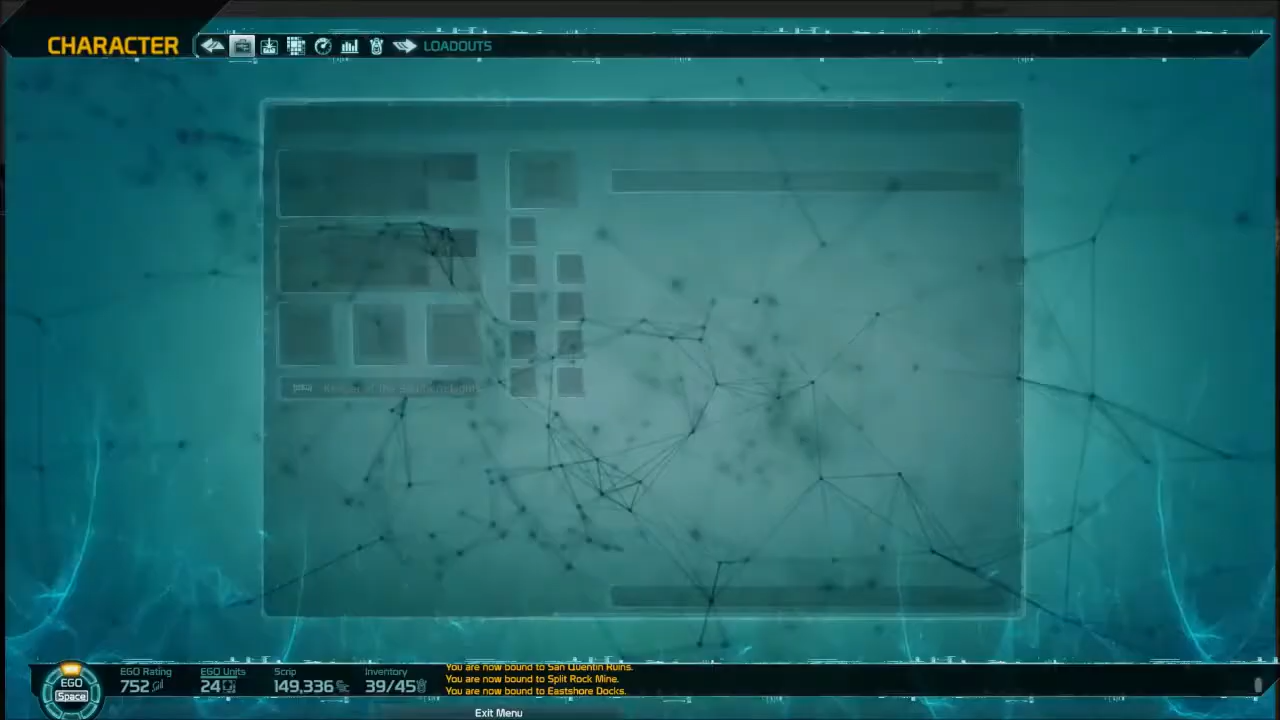 CHARACTER
LOADOUTS
EGO Rating
752
EGO Units
24
Scrip
149,336
Inventory
39/45
You are now bound to San Quentin Ruins.
You are now bound to Split Rock Mine.
You are now bound to Eastshore Docks.
EGO
Space
Exit Menu